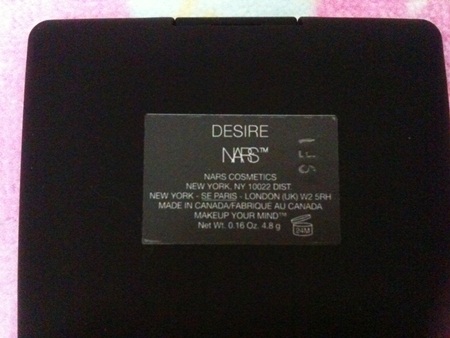 DESIRE
NARS™
NARS COSMETICS
NEW YORK, NY 10022 DIST.
NEW YORK - SE PARIS - LONDON (UK) W2 5RH
MADE IN CANADA/FABRIQUE AU CANADA
MAKEUP YOUR MIND™
Net Wt. 0.16 Oz. 4.8 g
24M